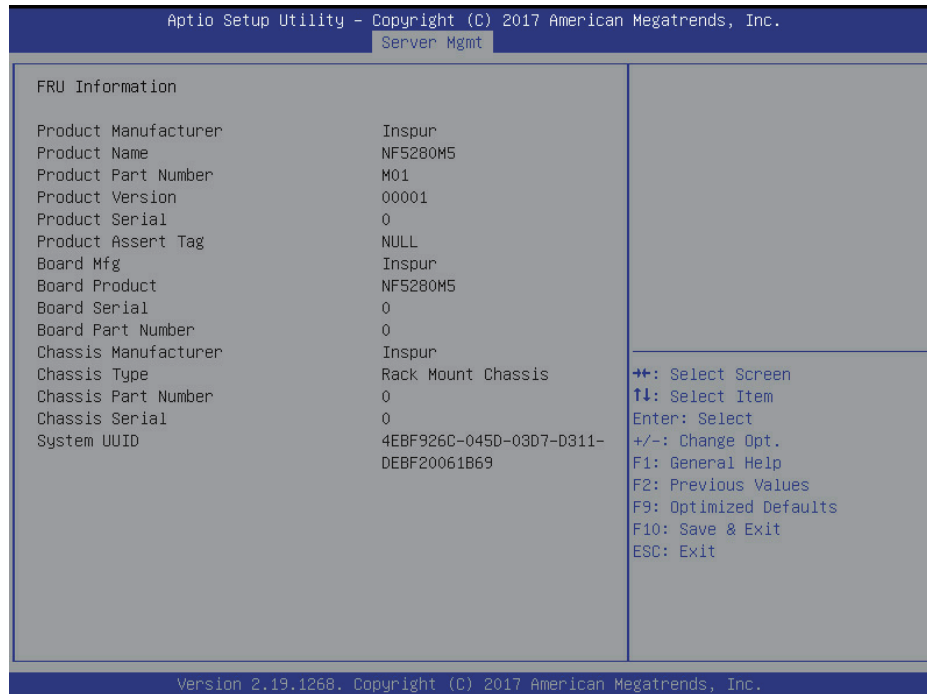 Aptio Setup Utility – Copyright (C) 2017 American Megatrends, Inc.
Server Mgmt
FRU Information
Product Manufacturer Inspur
Product Name NF5280M5
Product Part Number M01
Product Version 00001
Product Serial 0
Product Assert Tag NULL
Board Mfg Inspur
Board Product NF5280M5
Board Serial 0
Board Part Number 0
Chassis Manufacturer Inspur
Chassis Type Rack Mount Chassis
Chassis Part Number 0
Chassis Serial 0
System UUID 4EBF926C-045D-03D7-D311-
DEBF20061B69
→←: Select Screen
↑↓: Select Item
Enter: Select
+/-: Change Opt.
F1: General Help
F2: Previous Values
F9: Optimized Defaults
F10: Save & Exit
ESC: Exit
Version 2.19.1268. Copyright (C) 2017 American Megatrends, Inc.